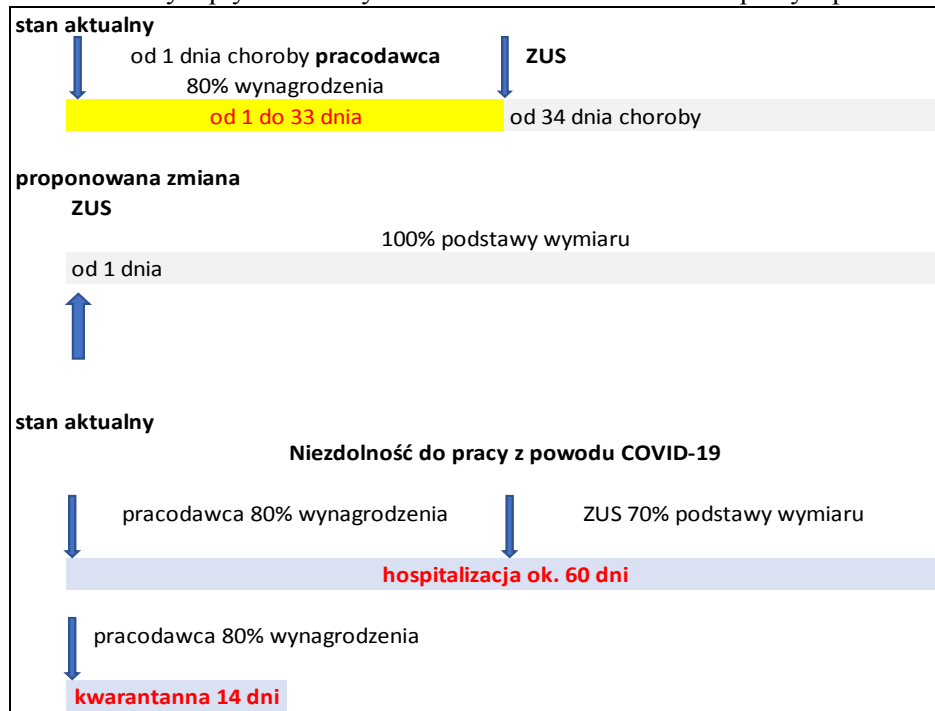 stan aktualny
od 1 dnia choroby pracodawca
80% wynagrodzenia
ZUS
od 1 do 33 dnia
od 34 dnia choroby
proponowana zmiana
ZUS
100% podstawy wymiaru
od 1 dnia
stan aktualny
Niezdolność do pracy z powodu COVID-19
pracodawca 80% wynagrodzenia
ZUS 70% podstawy wymiaru
hospitalizacja ok. 60 dni
pracodawca 80% wynagrodzenia
kwarantanna 14 dni